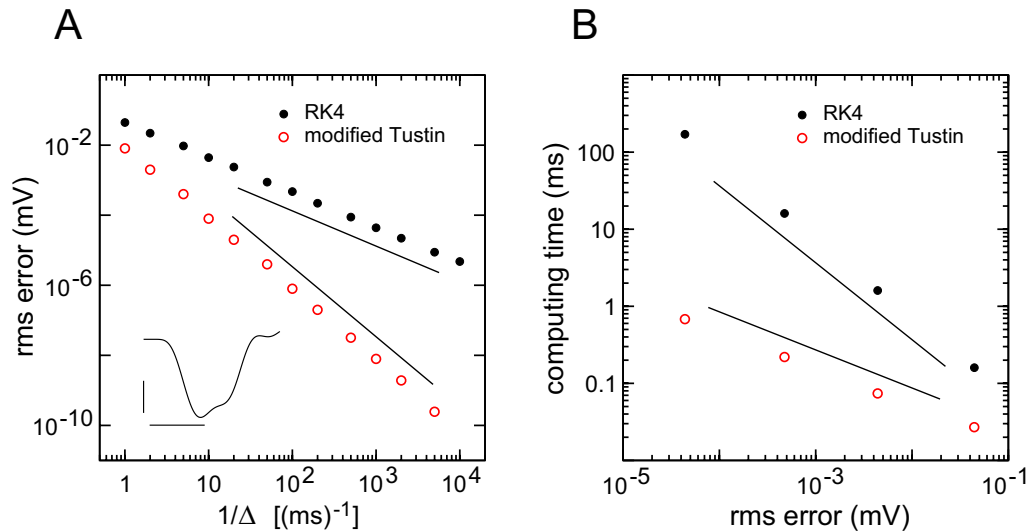 A
RK4
modified Tustin
10⁻²
10⁻⁶
10⁻¹⁰
rms error (mV)
1 10 10² 10³ 10⁴
1/Δ [(ms)⁻¹]
B
RK4
modified Tustin
100
10
1
0.1
computing time (ms)
10⁻⁵ 10⁻³ 10⁻¹
rms error (mV)